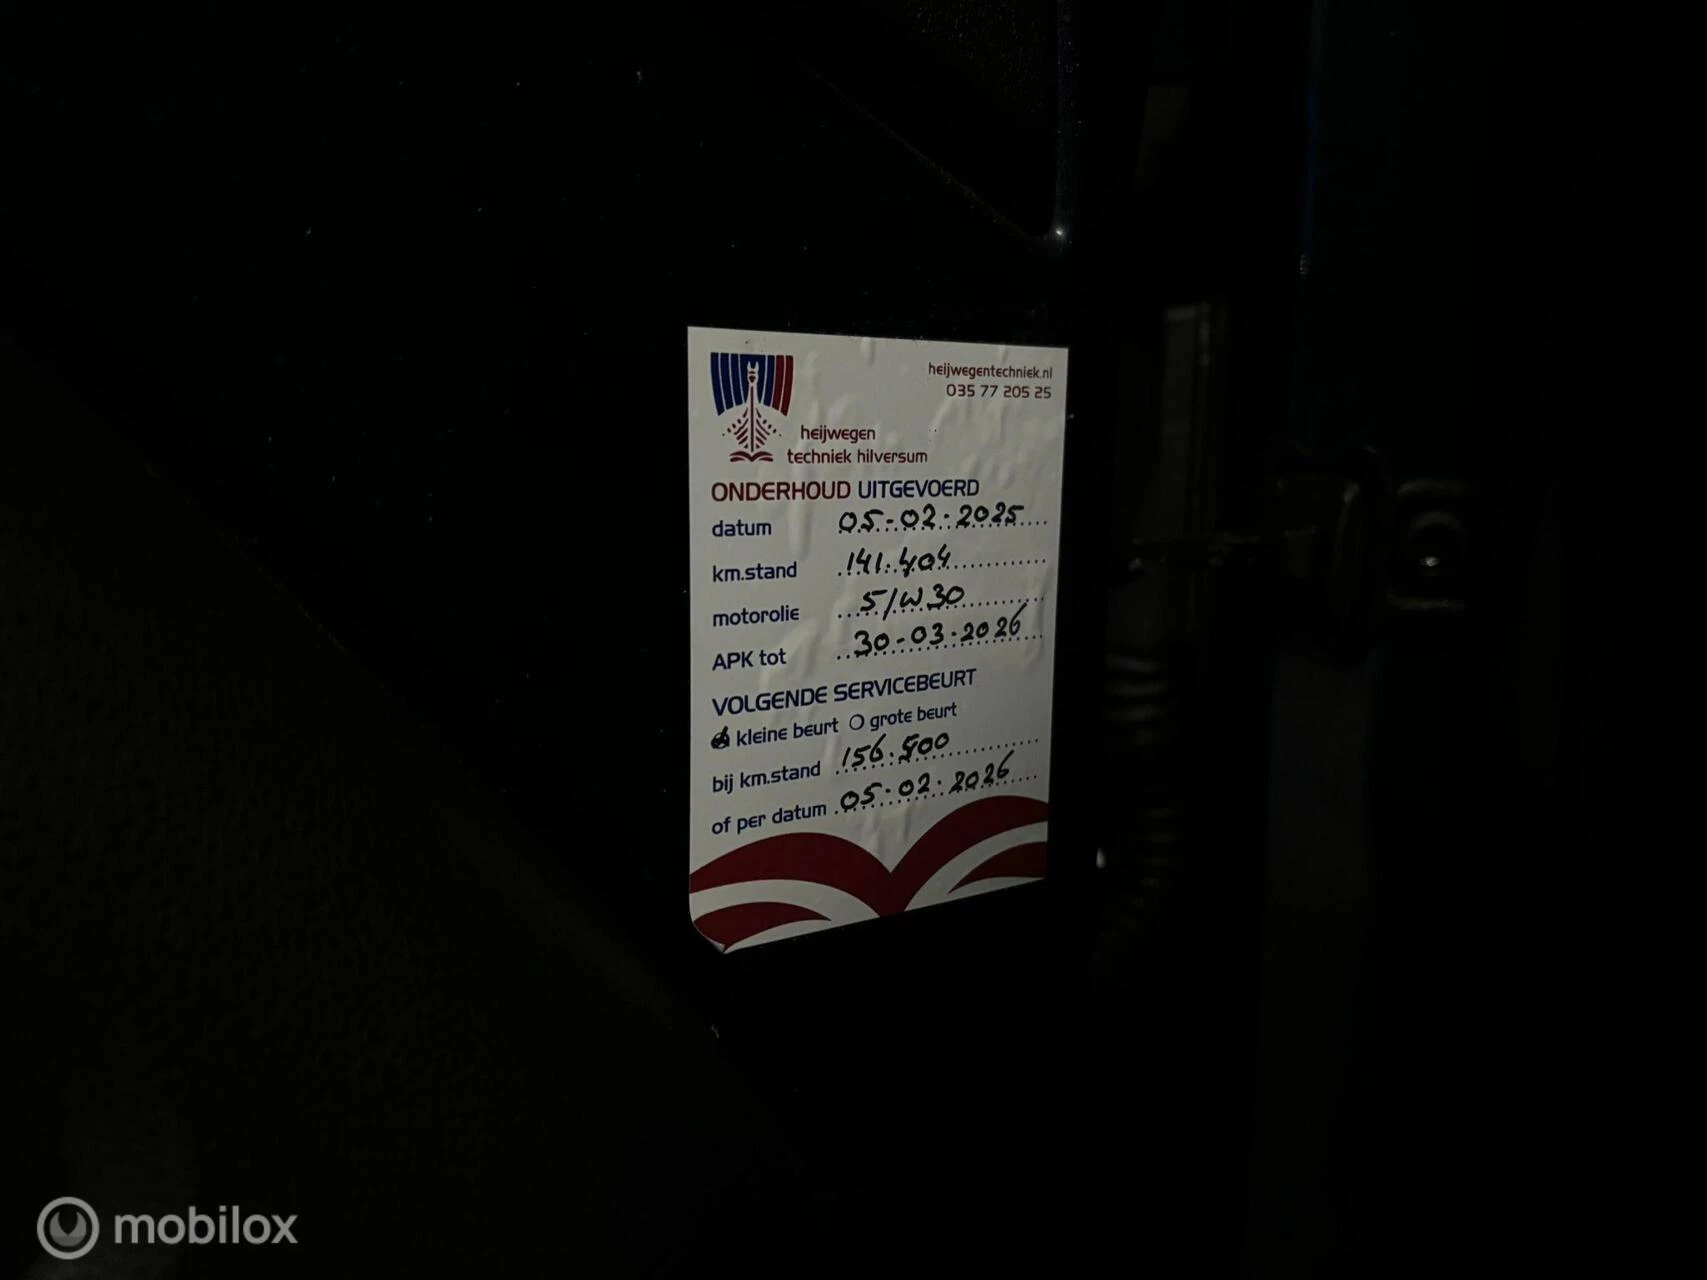 heijwegentechniek.nl
035 77 205 25
heijwegen
techniek hilversum
ONDERHOUD UITGEVOERD
datum 05-02-2025
km.stand 141.404
motorolie 5/W30
APK tot 30-03-2026
VOLGENDE SERVICEBEURT
kleine beurt grote beurt
bij km.stand 156.500
of per datum 05-02-2026
mobilox